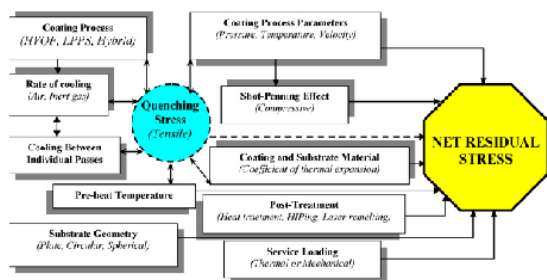 Coating Process
(HVOF, LPPS, Hybrid)
Coating Process Parameters
(Pressure, Temperature, Velocity)
Rate of cooling
(Air, Inert gas)
Quenching
Stress
(Tensile)
Shot-Penning Effect
(Compressive)
Cooling Between
Individual Passes
NET RESIDUAL
STRESS
Coating and Substrate Material
(Coefficient of thermal expansion)
Pre-heat Temperature
Post-Treatment
(Heat treatment, HIPing, Laser remelting,
Substrate Geometry
(Plate, Circular, Spherical)
Service Loading
(Thermal or Mechanical)